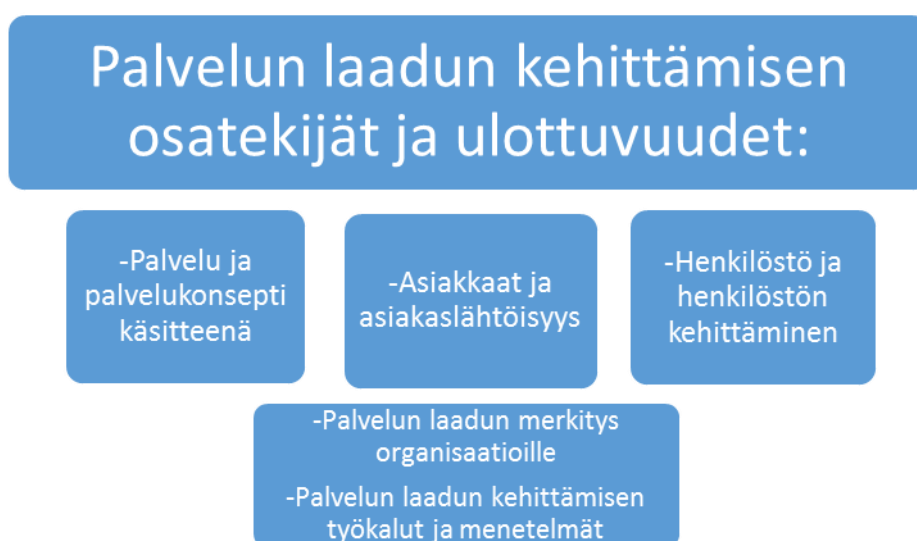 Palvelun laadun kehittämisen
osatekijät ja ulottuvuudet:
-Palvelu ja
palvelukonsepti
käsitteenä
-Asiakkaat ja
asiakaslähtöisyys
-Henkilöstö ja
henkilöstön
kehittäminen
-Palvelun laadun merkitys
organisaatioille
-Palvelun laadun kehittämisen
työkalut ja menetelmät